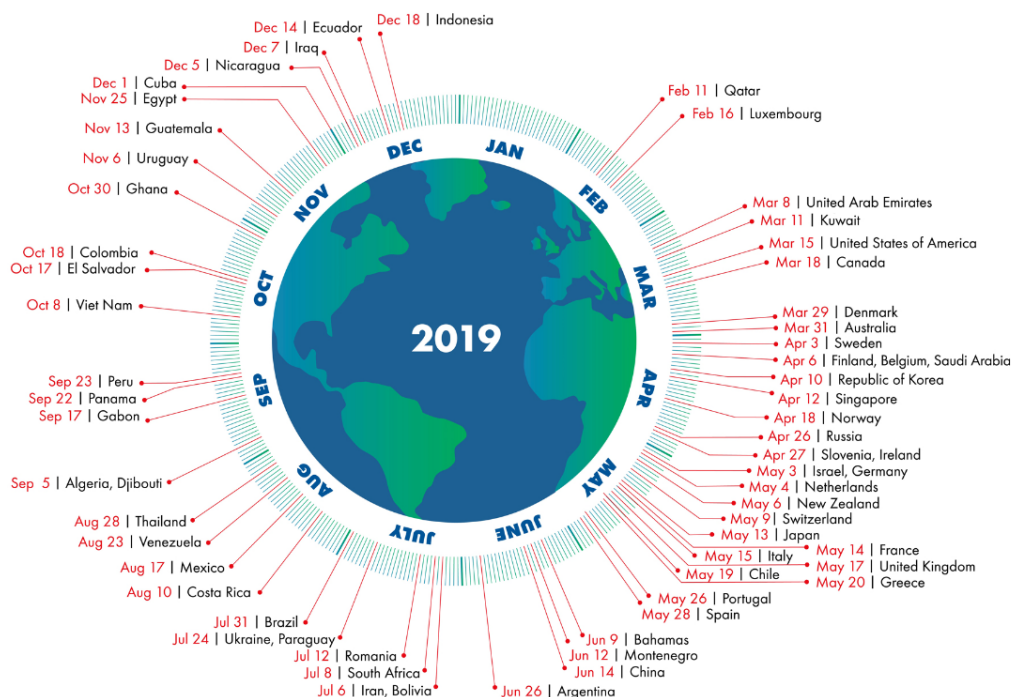 Dec 18 | Indonesia
Dec 14 | Ecuador
Dec 7 | Iraq
Dec 5 | Nicaragua
Dec 1 | Cuba
Nov 25 | Egypt
Nov 13 | Guatemala
Nov 6 | Uruguay
Oct 30 | Ghana
Oct 18 | Colombia
Oct 17 | El Salvador
Oct 8 | Viet Nam
Sep 23 | Peru
Sep 22 | Panama
Sep 17 | Gabon
Sep 5 | Algeria, Djibouti
Aug 28 | Thailand
Aug 23 | Venezuela
Aug 17 | Mexico
Aug 10 | Costa Rica
Jul 31 | Brazil
Jul 24 | Ukraine, Paraguay
Jul 12 | Romania
Jul 8 | South Africa
Jul 6 | Iran, Bolivia
JAN
FEB
MAR
APR
MAY
JUNE
JULY
AUG
SEP
OCT
NOV
DEC
2019
Feb 11 | Qatar
Feb 16 | Luxembourg
Mar 8 | United Arab Emirates
Mar 11 | Kuwait
Mar 15 | United States of America
Mar 18 | Canada
Mar 29 | Denmark
Mar 31 | Australia
Apr 3 | Sweden
Apr 6 | Finland, Belgium, Saudi Arabia
Apr 10 | Republic of Korea
Apr 12 | Singapore
Apr 18 | Norway
Apr 26 | Russia
Apr 27 | Slovenia, Ireland
May 3 | Israel, Germany
May 4 | Netherlands
May 6 | New Zealand
May 9 | Switzerland
May 13 | Japan
May 14 | France
May 15 | Italy
May 17 | United Kingdom
May 19 | Chile
May 20 | Greece
May 26 | Portugal
May 28 | Spain
Jun 9 | Bahamas
Jun 12 | Montenegro
Jun 14 | China
Jun 26 | Argentina